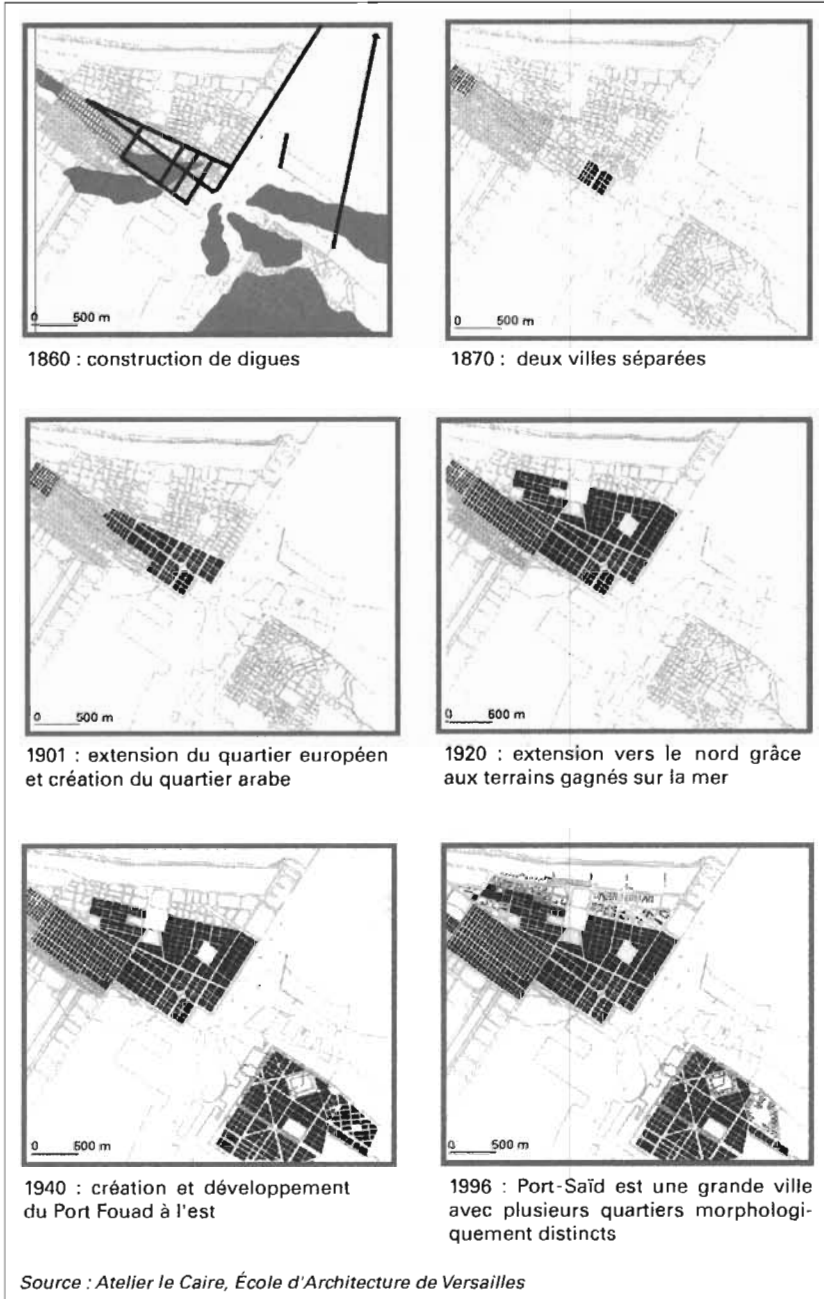 0 500 m
1860 : construction de digues
0 500 m
1870 : deux villes séparées
0 500 m
1901 : extension du quartier européen
et création du quartier arabe
0 600 m
1920 : extension vers le nord grâce
aux terrains gagnés sur la mer
0 500 m
1940 : création et développement
du Port Fouad à l'est
0 500 m
1996 : Port-Saïd est une grande ville
avec plusieurs quartiers morphologi-
quement distincts
Source : Atelier le Caire, École d'Architecture de Versailles